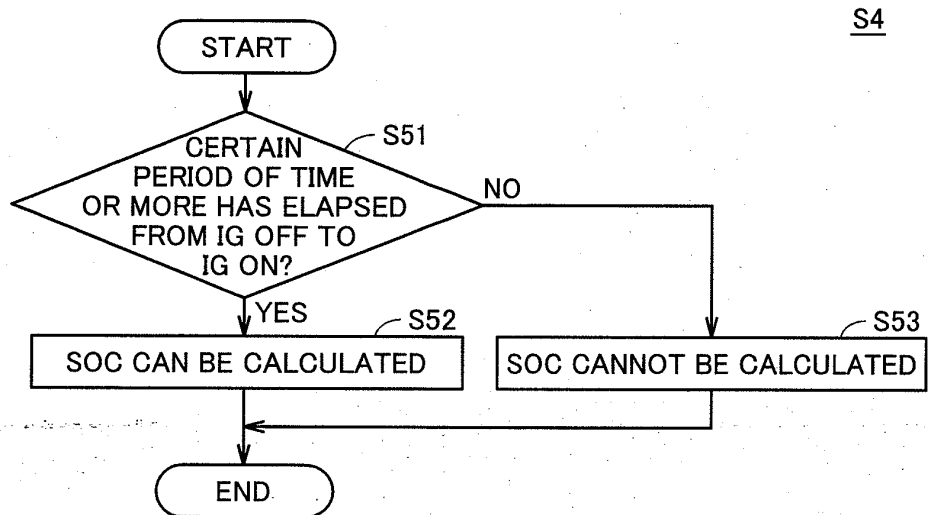 S4
START
S51
CERTAIN
PERIOD OF TIME
OR MORE HAS ELAPSED
FROM IG OFF TO
IG ON?
NO
YES
S52
SOC CAN BE CALCULATED
S53
SOC CANNOT BE CALCULATED
END